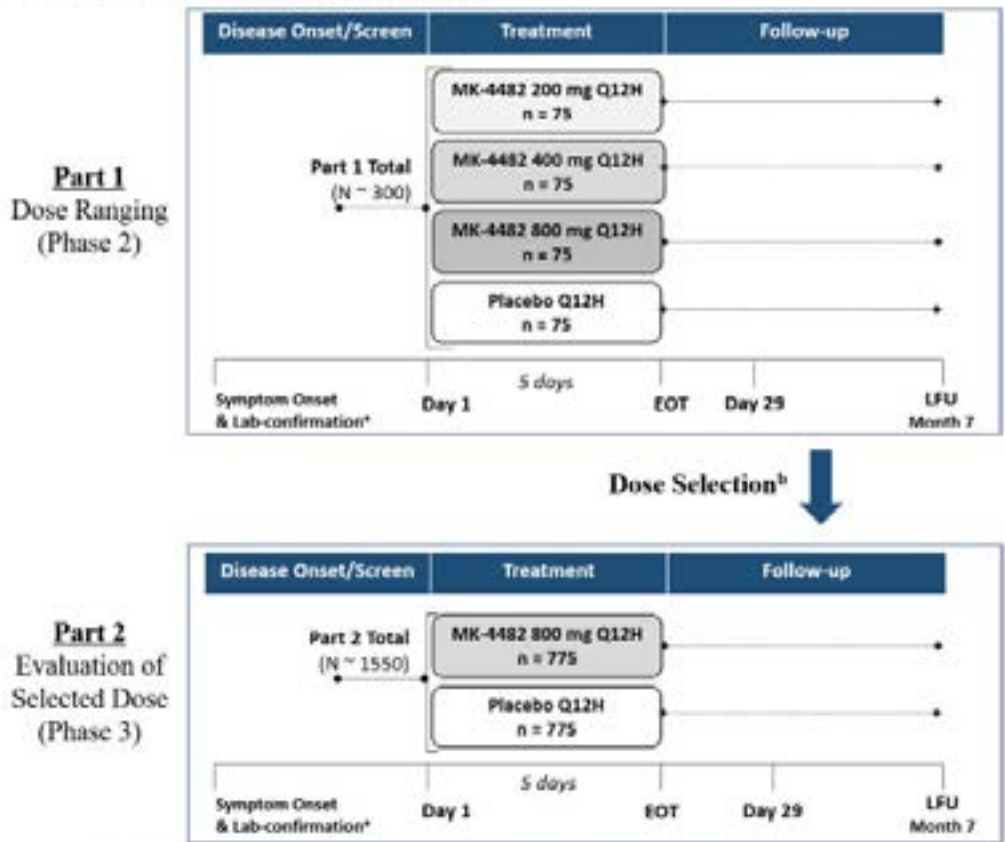 Disease Onset/Screen Treatment Follow-up
MK-4482 200 mg Q12H
n = 75
Part 1
Dose Ranging
(Phase 2)
Part 1 Total
(N ~ 300)
MK-4482 400 mg Q12H
n = 75
MK-4482 800 mg Q12H
n = 75
Placebo Q12H
n = 75
5 days
Symptom Onset
& Lab-confirmation
Day 1 EOT Day 29 LFU
Month 7
Dose Selectionᵇ
Disease Onset/Screen Treatment Follow-up
Part 2
Evaluation of
Selected Dose
(Phase 3)
Part 2 Total
(N ~ 1550)
MK-4482 800 mg Q12H
n = 775
Placebo Q12H
n = 775
5 days
Symptom Onset
& Lab-confirmation
Day 1 EOT Day 29 LFU
Month 7